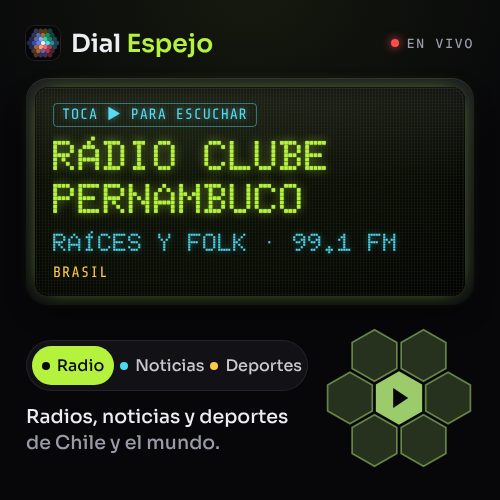 Dial Espejo
EN VIVO
TOCA ▶ PARA ESCUCHAR
RÁDIO CLUBE
PERNAMBUCO
RAÍCES Y FOLK · 99,1 FM
BRASIL
Radio Noticias Deportes
Radios, noticias y deportes
de Chile y el mundo.